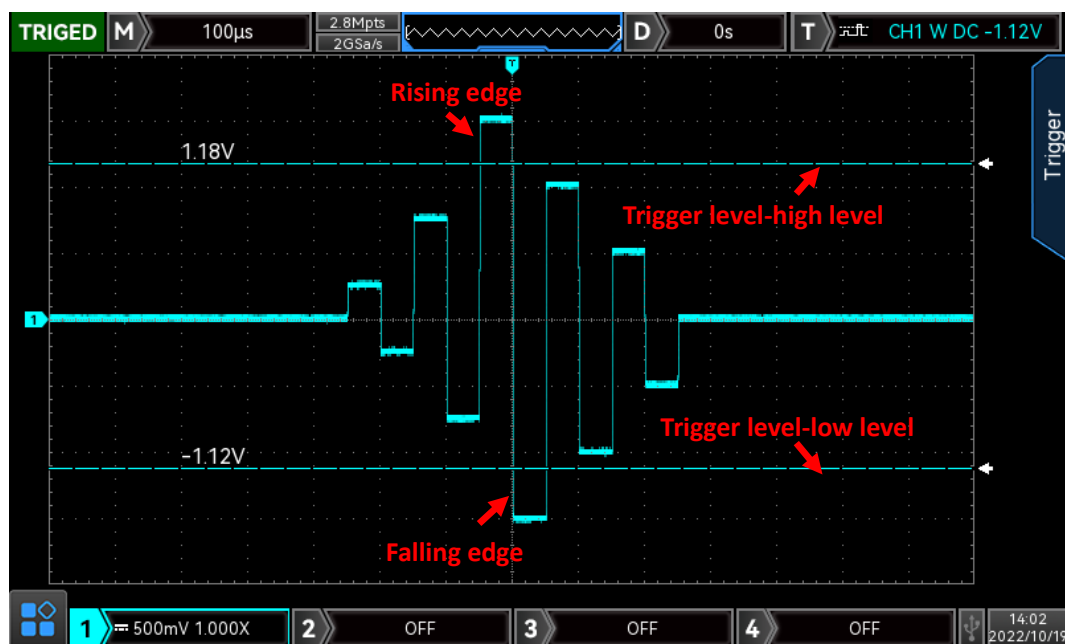 TRIGED M 100μs 2.8Mpts D 0s T CH1 W DC -1.12V
2GSa/s
T
Rising edge
Trigger
1.18V
Trigger level-high level
1
Trigger level-low level
-1.12V
Falling edge
1 500mV 1.000X 2 OFF 3 OFF 4 OFF 14:02
2022/10/19